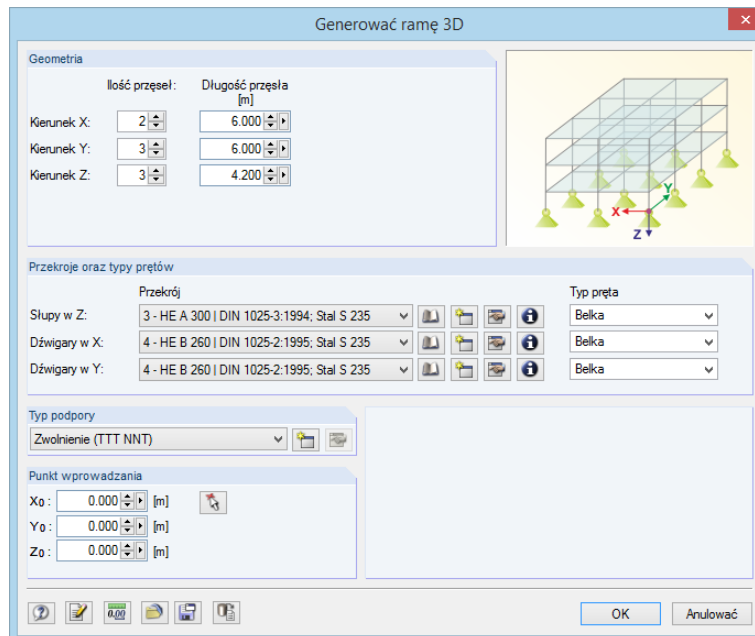 Generować ramę 3D
Geometria
Ilość przęseł:
Długość przęsła
[m]
Kierunek X: 2 6.000
Kierunek Y: 3 6.000
Kierunek Z: 3 4.200
X
Y
Z
Przekroje oraz typy prętów
Przekrój
Typ pręta
Słupy w Z: 3 - HE A 300 | DIN 1025-3:1994; Stal S 235 Belka
Dźwigary w X: 4 - HE B 260 | DIN 1025-2:1995; Stal S 235 Belka
Dźwigary w Y: 4 - HE B 260 | DIN 1025-2:1995; Stal S 235 Belka
Typ podpory
Zwolnienie (TTT NNT)
Punkt wprowadzania
X0 : 0.000 [m]
Y0 : 0.000 [m]
Z0 : 0.000 [m]
0.00
OK
Anulować